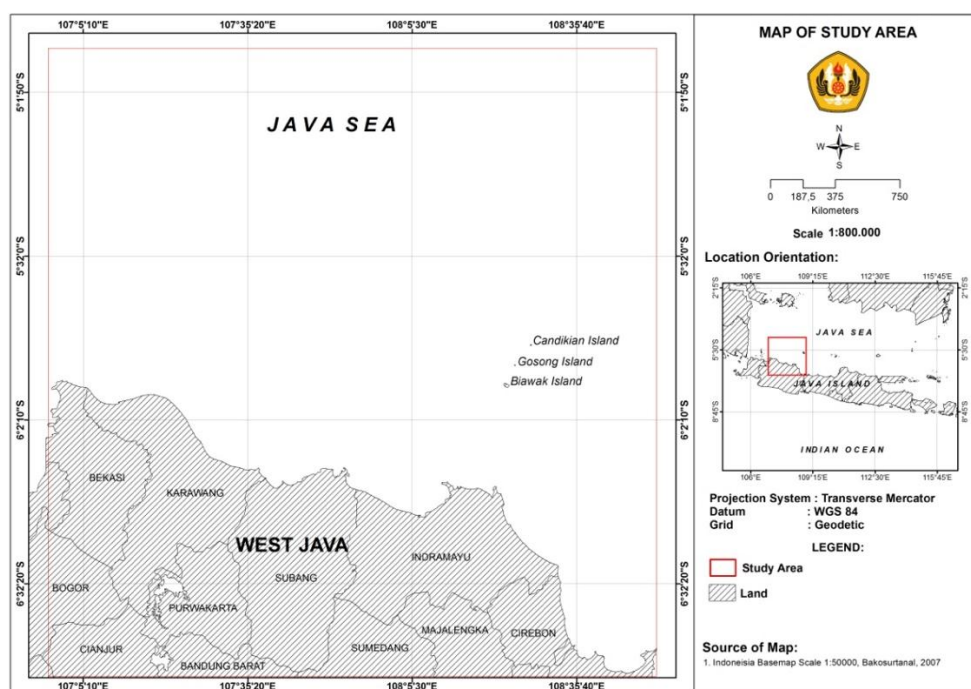 107°5'10"E 107°35'20"E 108°5'30"E 108°35'40"E
5°1'50"S
5°32'0"S
6°2'10"S
6°32'20"S
JAVA SEA
Candikian Island
Gosong Island
Biawak Island
BEKASI
KARAWANG
WEST JAVA
INDRAMAYU
SUBANG
BOGOR
PURWAKARTA
MAJALENGKA
CIREBON
CIANJUR
SUMEDANG
BANDUNG BARAT
5°1'50"S
5°32'0"S
6°2'10"S
6°32'20"S
107°5'10"E 107°35'20"E 108°5'30"E 108°35'40"E
MAP OF STUDY AREA
N
W E
S
0 187,5 375 750
Kilometers
Scale 1:800.000
Location Orientation:
106°E 109°15'E 112°30'E 115°45'E
2°15'S
5°30'S
8°45'S
JAVA SEA
JAVA ISLAND
INDIAN OCEAN
2°15'S
5°30'S
8°45'S
106°E 109°15'E 112°30'E 115°45'E
Projection System : Transverse Mercator
Datum : WGS 84
Grid : Geodetic
LEGEND:
Study Area
Land
Source of Map:
1. Indoneisia Basemap Scale 1:50000, Bakosurtanal, 2007